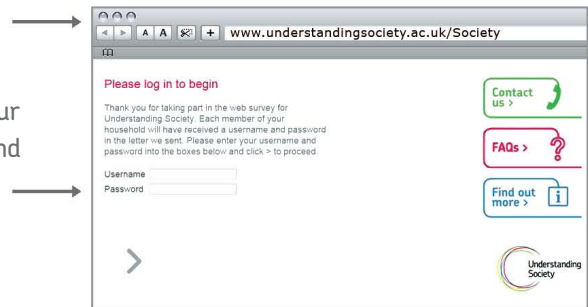 A A + www.understandingsociety.ac.uk/Society
Please log in to begin
Thank you for taking part in the web survey for
Understanding Society. Each member of your
household will have received a username and password
in the letter we sent. Please enter your username and
password into the boxes below and click > to proceed.
Username
Password
>
ur
nd
Contact
us >
FAQs > ?
Find out
more > i
Understanding
Society